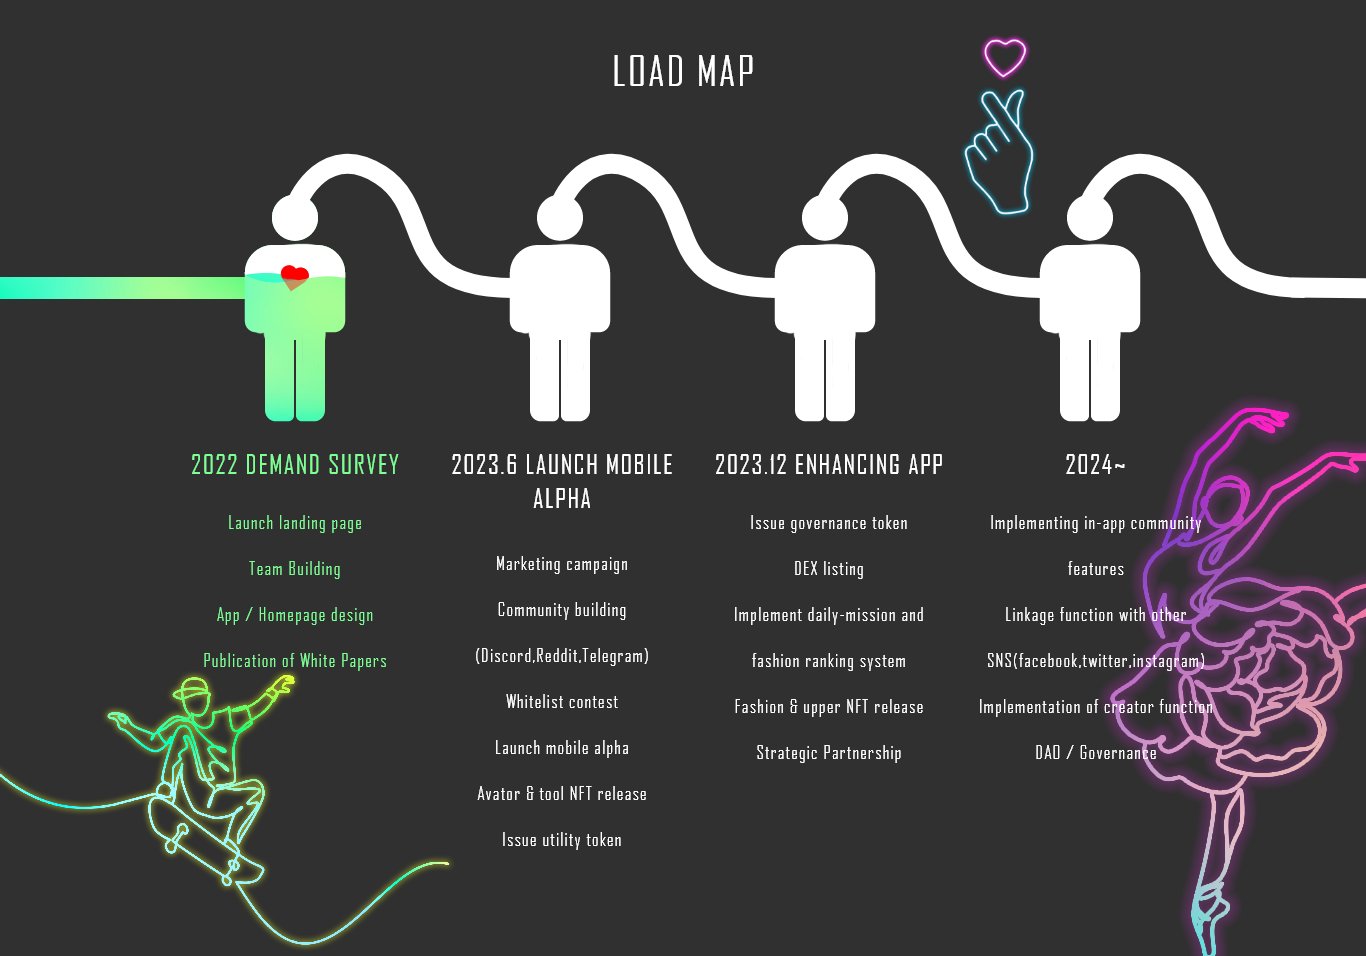 LOAD MAP
2022 DEMAND SURVEY
Launch landing page
Team Building
App / Homepage design
Publication of White Papers
2023.6 LAUNCH MOBILE
ALPHA
Marketing campaign
Community building
(Discord,Reddit,Telegram)
Whitelist contest
Launch mobile alpha
Avator & tool NFT release
Issue utility token
2023.12 ENHANCING APP
Issue governance token
DEX listing
Implement daily-mission and
fashion ranking system
Fashion & upper NFT release
Strategic Partnership
2024~
Implementing in-app community
features
Linkage function with other
SNS(facebook,twitter,instagram)
Implementation of creator function
DAO / Governance